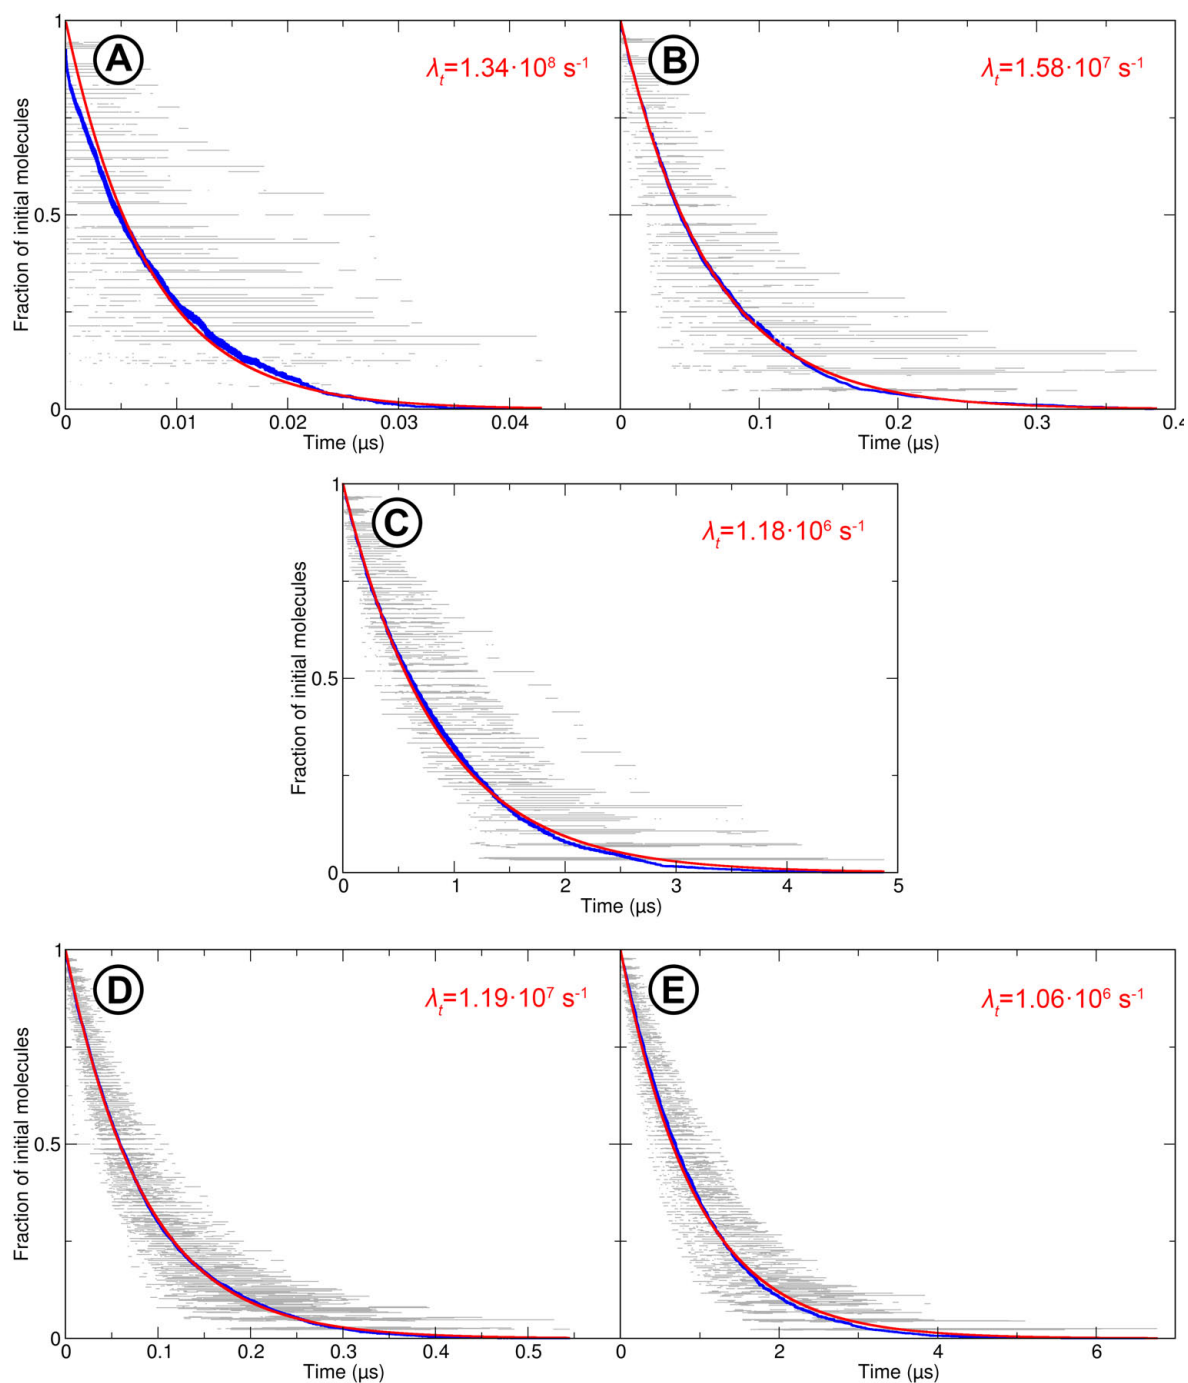 A
λt=1.34·10⁸ s⁻¹
Fraction of initial molecules
1
0.5
0
0 0.01 0.02 0.03 0.04
Time (µs)
B
λt=1.58·10⁷ s⁻¹
0 0.1 0.2 0.3 0.4
Time (µs)
C
λt=1.18·10⁶ s⁻¹
Fraction of initial molecules
1
0.5
0
0 1 2 3 4 5
Time (µs)
D
λt=1.19·10⁷ s⁻¹
Fraction of initial molecules
1
0.5
0
0 0.1 0.2 0.3 0.4 0.5
Time (µs)
E
λt=1.06·10⁶ s⁻¹
0 2 4 6
Time (µs)